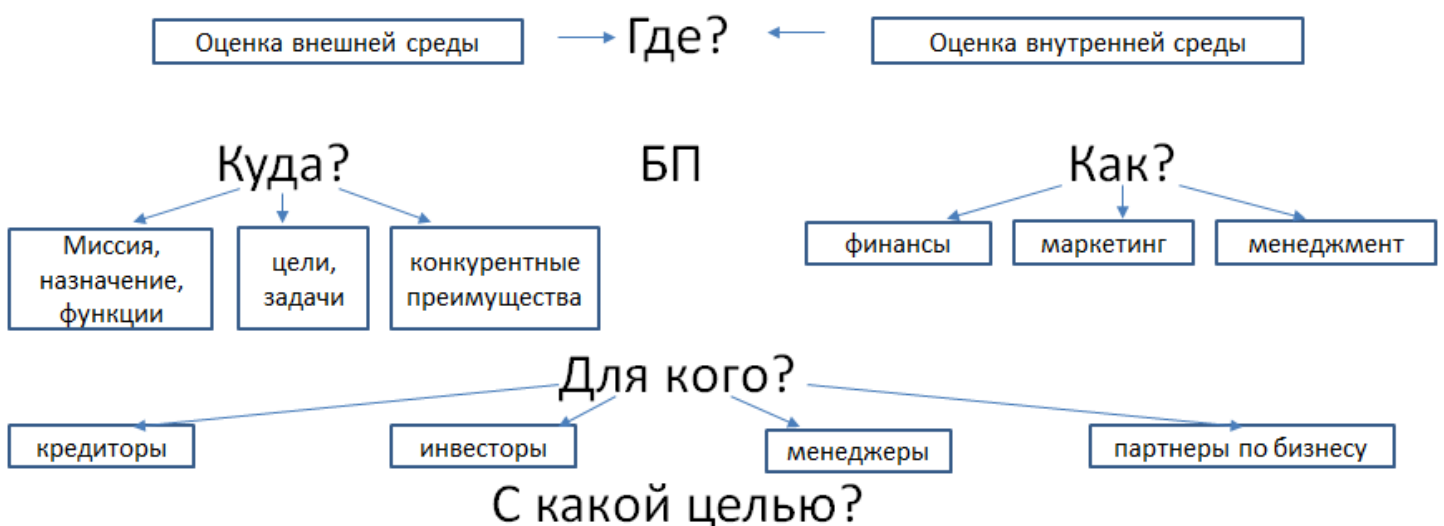 Оценка внешней среды
Где?
Оценка внутренней среды
Куда?
БП
Как?
Миссия,
назначение,
функции
цели,
задачи
конкурентные
преимущества
финансы
маркетинг
менеджмент
Для кого?
кредиторы
инвесторы
менеджеры
партнеры по бизнесу
С какой целью?